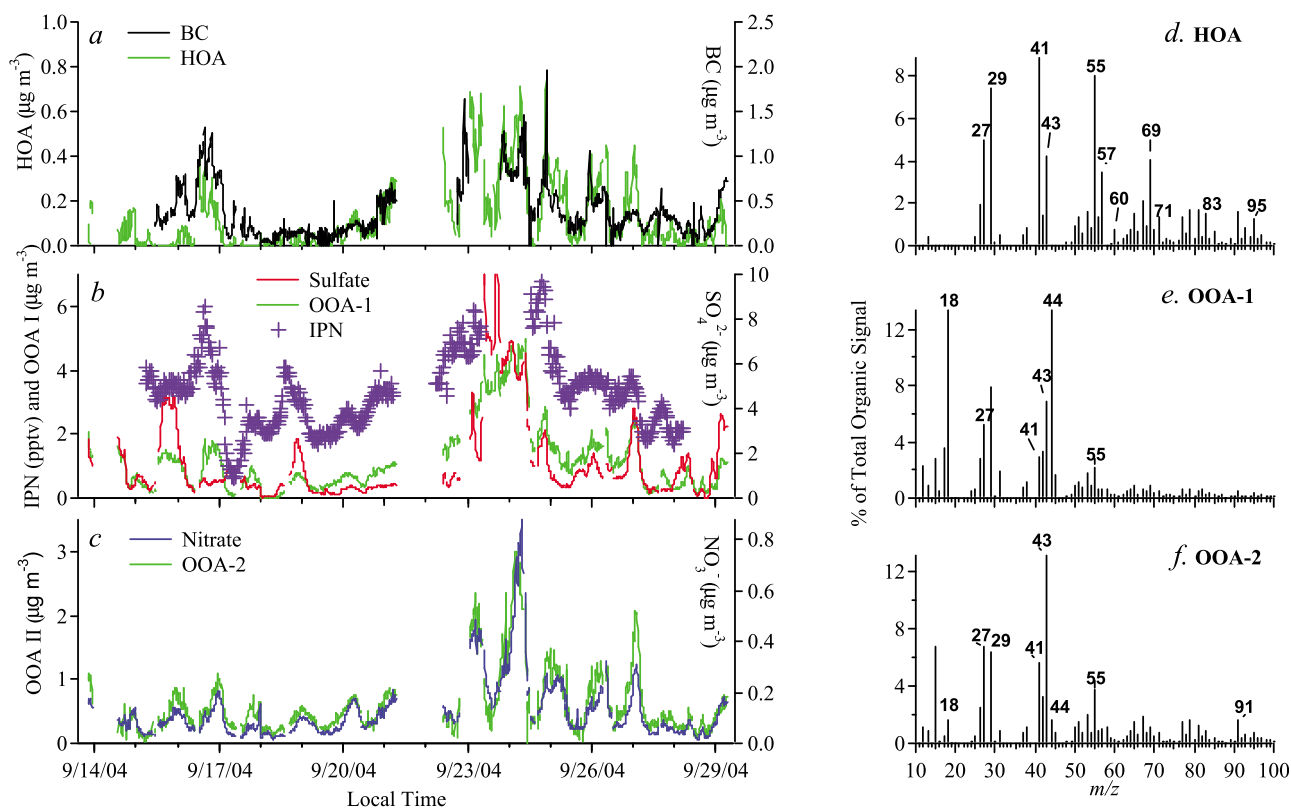 a
BC
HOA
HOA (µg m-3)
BC (µg m-3)
1.0
0.8
0.6
0.4
0.2
0.0
2.5
2.0
1.5
1.0
0.5
0.0
b
Sulfate
OOA-1
IPN
IPN (pptv) and OOA I (µg m-3)
SO4 2- (µg m-3)
6
4
2
0
10
8
6
4
2
0
c
Nitrate
OOA-2
OOA II (µg m-3)
NO3- (µg m-3)
3
2
1
0
0.8
0.6
0.4
0.2
0.0
9/14/04 9/17/04 9/20/04 9/23/04 9/26/04 9/29/04
Local Time
% of Total Organic Signal
d. HOA
8
6
4
2
0
27
29
41
43
55
57
60
69
71
83
95
e. OOA-1
12
8
4
0
18
27
41
43
44
55
f. OOA-2
12
8
4
0
18
27
29
41
43
44
55
91
10 20 30 40 50 60 70 80 90 100
m/z